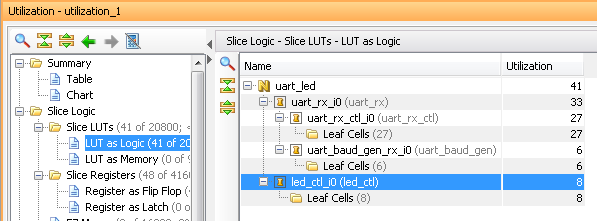 Utilization - utilization_1
Summary
Table
Chart
Slice Logic
Slice LUTs (41 of 20800; <
LUT as Logic (41 of 20
LUT as Memory (0 of 9
Slice Registers (48 of 4160
Register as Flip Flop (
Register as Latch (0 of
Slice Logic - Slice LUTs - LUT as Logic
Name Utilization
uart_led 41
uart_rx_i0 (uart_rx) 33
uart_rx_ctl_i0 (uart_rx_ctl) 27
Leaf Cells (27) 27
uart_baud_gen_rx_i0 (uart_baud_gen) 6
Leaf Cells (6) 6
led_ctl_i0 (led_ctl) 8
Leaf Cells (8) 8